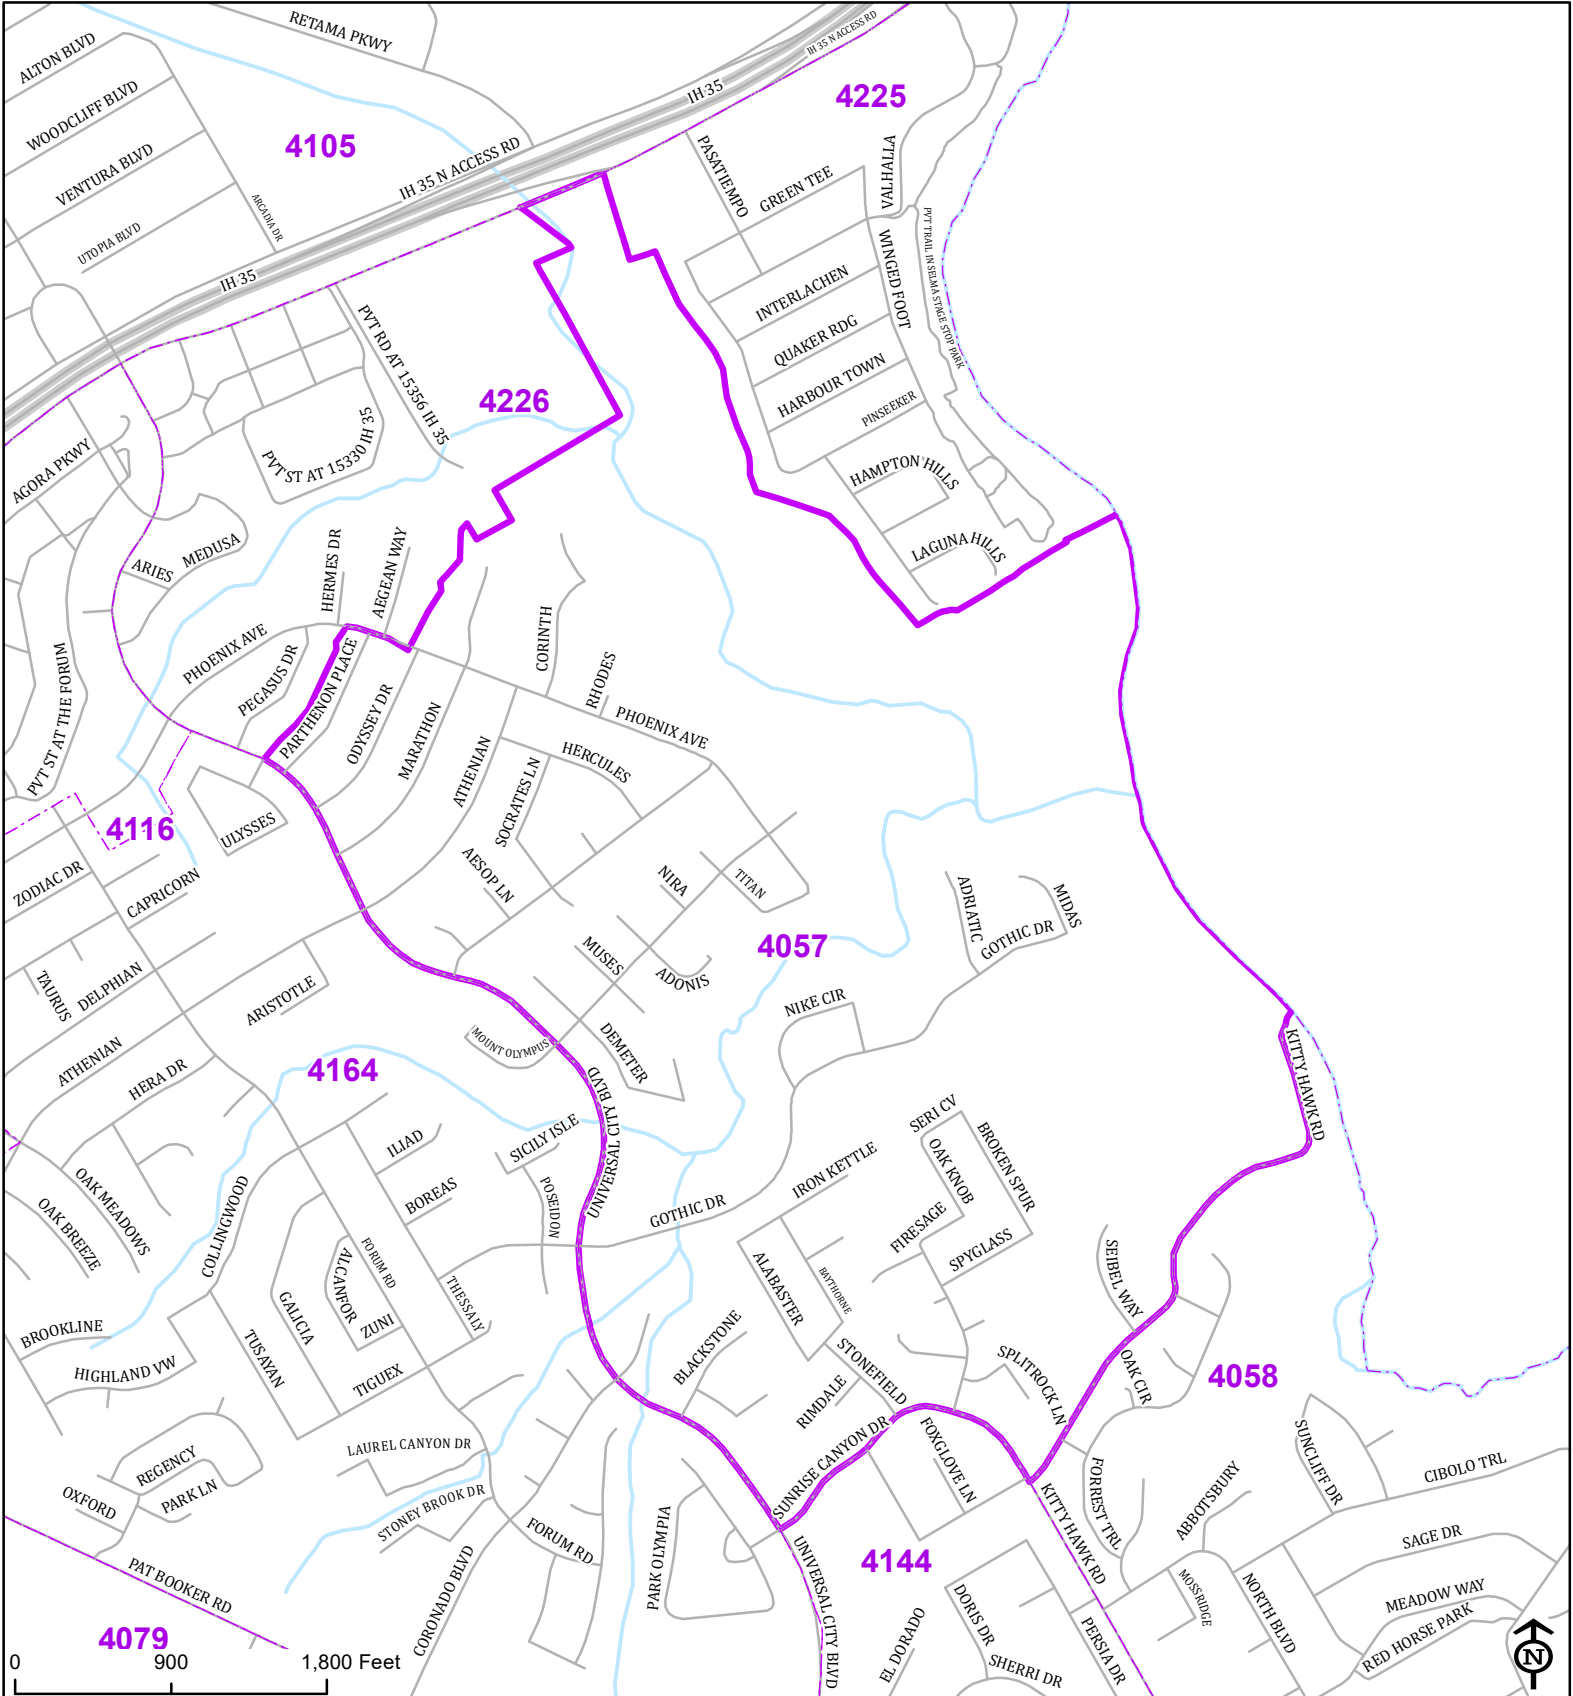 RETAMA PKWY
IH 35 N ACCESS RD
ALTON BLVD
IH 35
4225
WOODCLIFF BLVD
4105
PASATIEMPO
VALHALLA
VENTURA BLVD
IH 35 N ACCESS RD
GREEN TEE
ARCADIA DR
UTOPIA BLVD
PVT TRAIL IN SELMA STAGE STOP PARK
WINGED FOOT
IH 35
INTERLACHEN
PVT RD AT 15356 IH 35
QUAKER RDG
4226
HARBOUR TOWN
PINSEEKER
PVT ST AT 15330 IH 35
AGORA PKWY
HAMPTON HILLS
MEDUSA
LAGUNA HILLS
ARIES
HERMES DR
AEGEAN WAY
CORINTH
PHOENIX AVE
PEGASUS DR
PARTHENON PLACE
RHODES
PVT ST AT THE FORUM
ODYSSEY DR
MARATHON
PHOENIX AVE
ATHENIAN
HERCULES
SOCRATES LN
4116
ULYSSES
ZODIAC DR
CAPRICORN
AESOP LN
NIRA
TITAN
ADRIATIC
MIDAS
4057
GOTHIC DR
TAURUS
DELPHIAN
ARISTOTLE
MUSES
ADONIS
NIKE CIR
ATHENIAN
MOUNT OLYMPUS
DEMETER
KITTY HAWK RD
HERA DR
4164
UNIVERSAL CITY BLVD
SERI CV
BROKEN SPUR
ILIAD
SICILY ISLE
OAK KNOB
OAK MEADOWS
IRON KETTLE
BOREAS
POSEIDON
GOTHIC DR
OAK BREEZE
COLLINGWOOD
FIRESAGE
SPYGLASS
FORUM RD
ALCANFOR
ALABASTER
BAYTHORNE
SEIBEL WAY
THESSALY
GALICIA
ZUNI
BROOKLINE
TUSAYAN
BLACKSTONE
STONEFIELD
SPLITROCK LN
OAK CIR
4058
HIGHLAND VW
TIGUEX
RIMDALE
SUNRISE CANYON DR
FOXGLOVE LN
LAUREL CANYON DR
SUNCLIFF DR
REGENCY
CIBOLO TRL
PARK LN
OXFORD
STONEY BROOK DR
FORREST TRL
ABBOTSBURY
KITTY HAWK RD
FORUM RD
PARK OLYMPIA
SAGE DR
4144
PAT BOOKER RD
CORONADO BLVD
UNIVERSAL CITY BLVD
DORIS DR
MOSSRIDGE
NORTH BLVD
MEADOW WAY
EL DORADO
PERSIA DR
RED HORSE PARK
4079
SHERRI DR
0 900 1,800 Feet
N